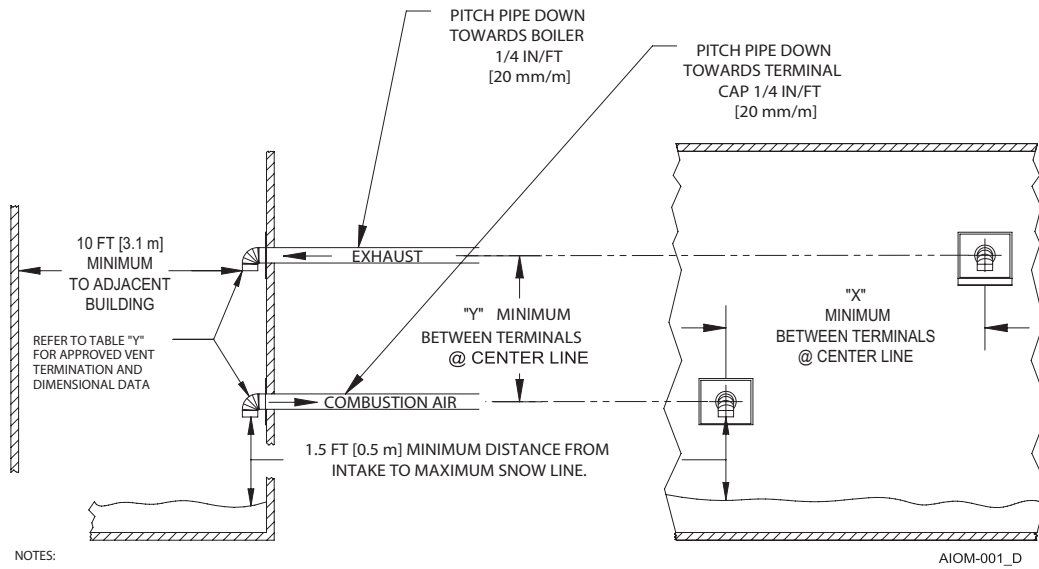 PITCH PIPE DOWN
TOWARDS BOILER
1/4 IN/FT
[20 mm/m]
PITCH PIPE DOWN
TOWARDS TERMINAL
CAP 1/4 IN/FT
[20 mm/m]
10 FT [3.1 m]
MINIMUM
TO ADJACENT
BUILDING
EXHAUST
"Y" MINIMUM
BETWEEN TERMINALS
@ CENTER LINE
"X"
MINIMUM
BETWEEN TERMINALS
@ CENTER LINE
REFER TO TABLE "Y"
FOR APPROVED VENT
TERMINATION AND
DIMENSIONAL DATA
COMBUSTION AIR
1.5 FT [0.5 m] MINIMUM DISTANCE FROM
INTAKE TO MAXIMUM SNOW LINE.
NOTES:
AIOM-001_D